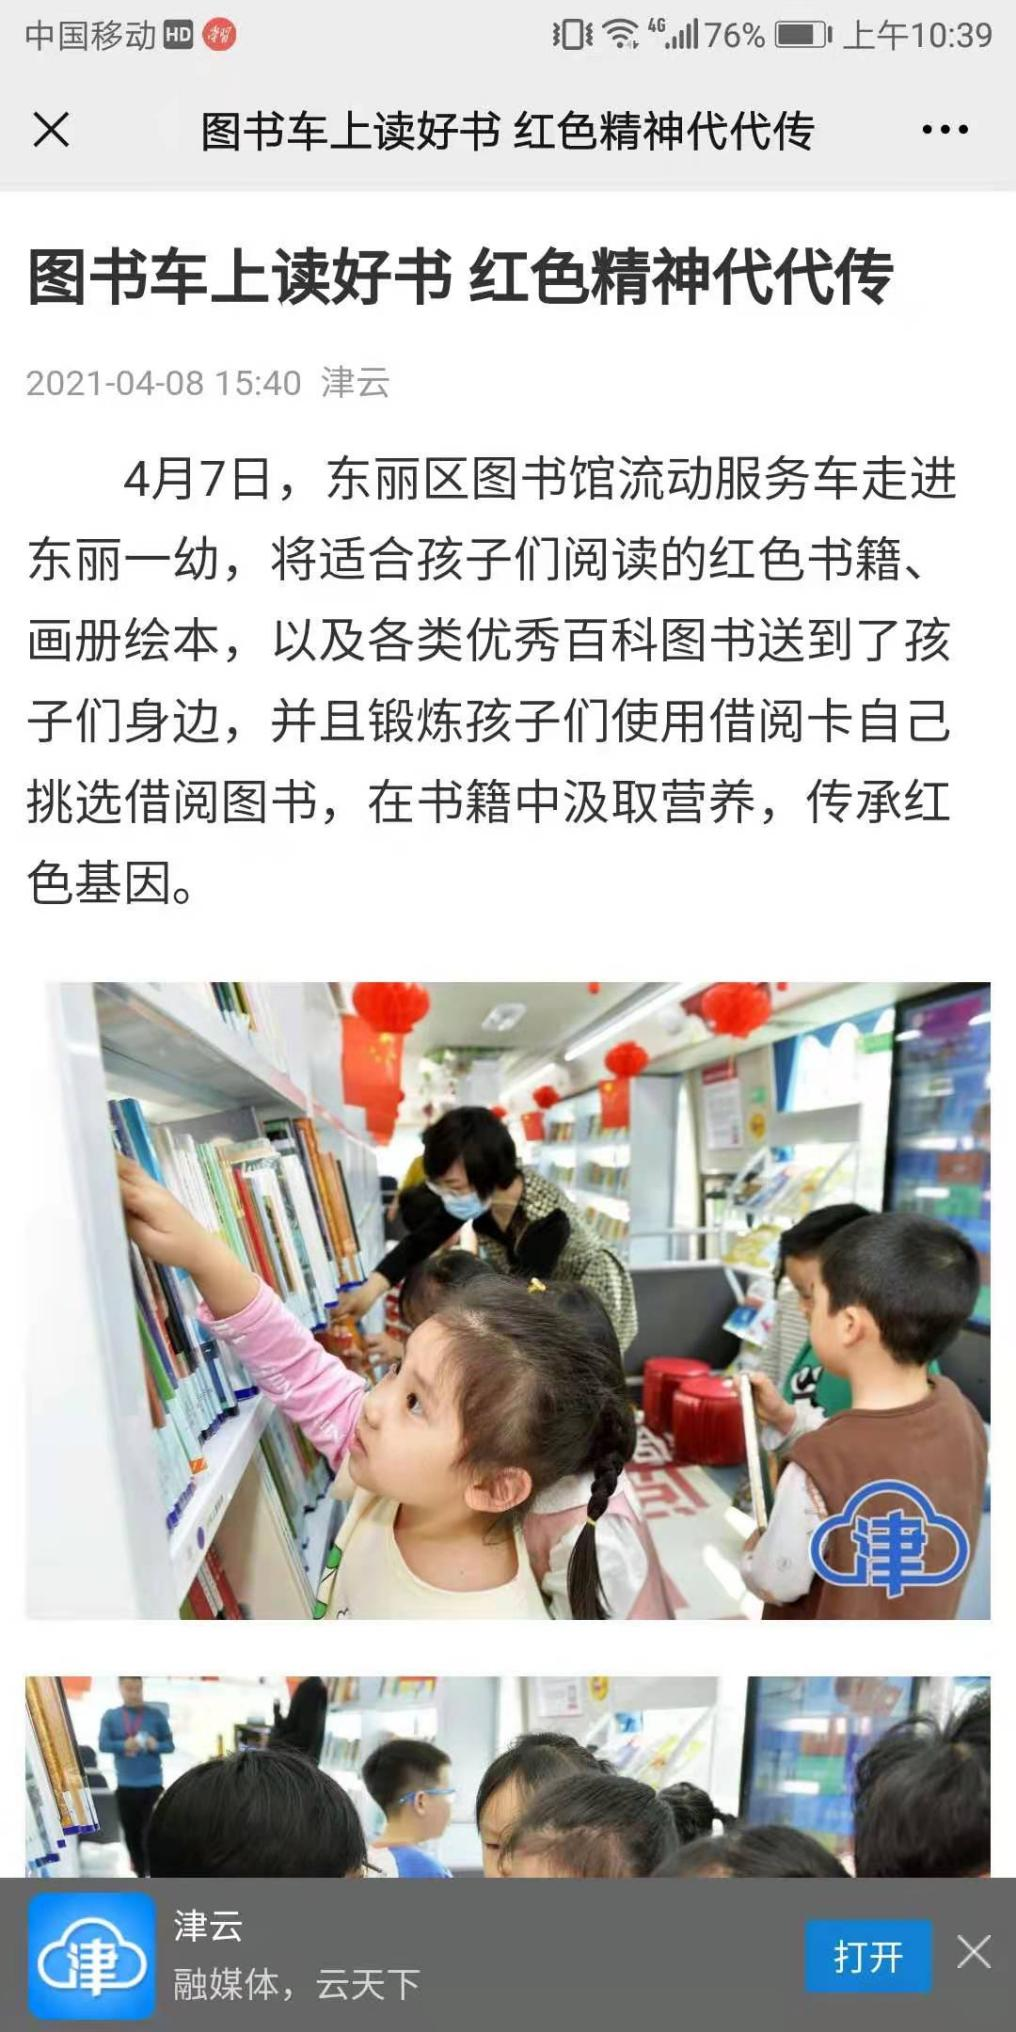 中国移动 HD 学习 4G 76% 上午10:39
图书车上读好书 红色精神代代传
图书车上读好书 红色精神代代传
2021-04-08 15:40 津云
4月7日，东丽区图书馆流动服务车走进
东丽一幼，将适合孩子们阅读的红色书籍、
画册绘本，以及各类优秀百科图书送到了孩
子们身边，并且锻炼孩子们使用借阅卡自己
挑选借阅图书，在书籍中汲取营养，传承红
色基因。
津
津
津云
融媒体，云天下
打开